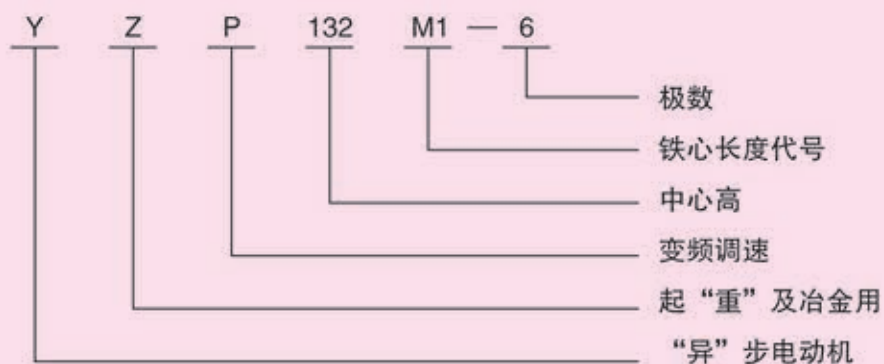 Y Z P 132 M1 — 6
极数
铁心长度代号
中心高
变频调速
起“重”及冶金用
“异”步电动机